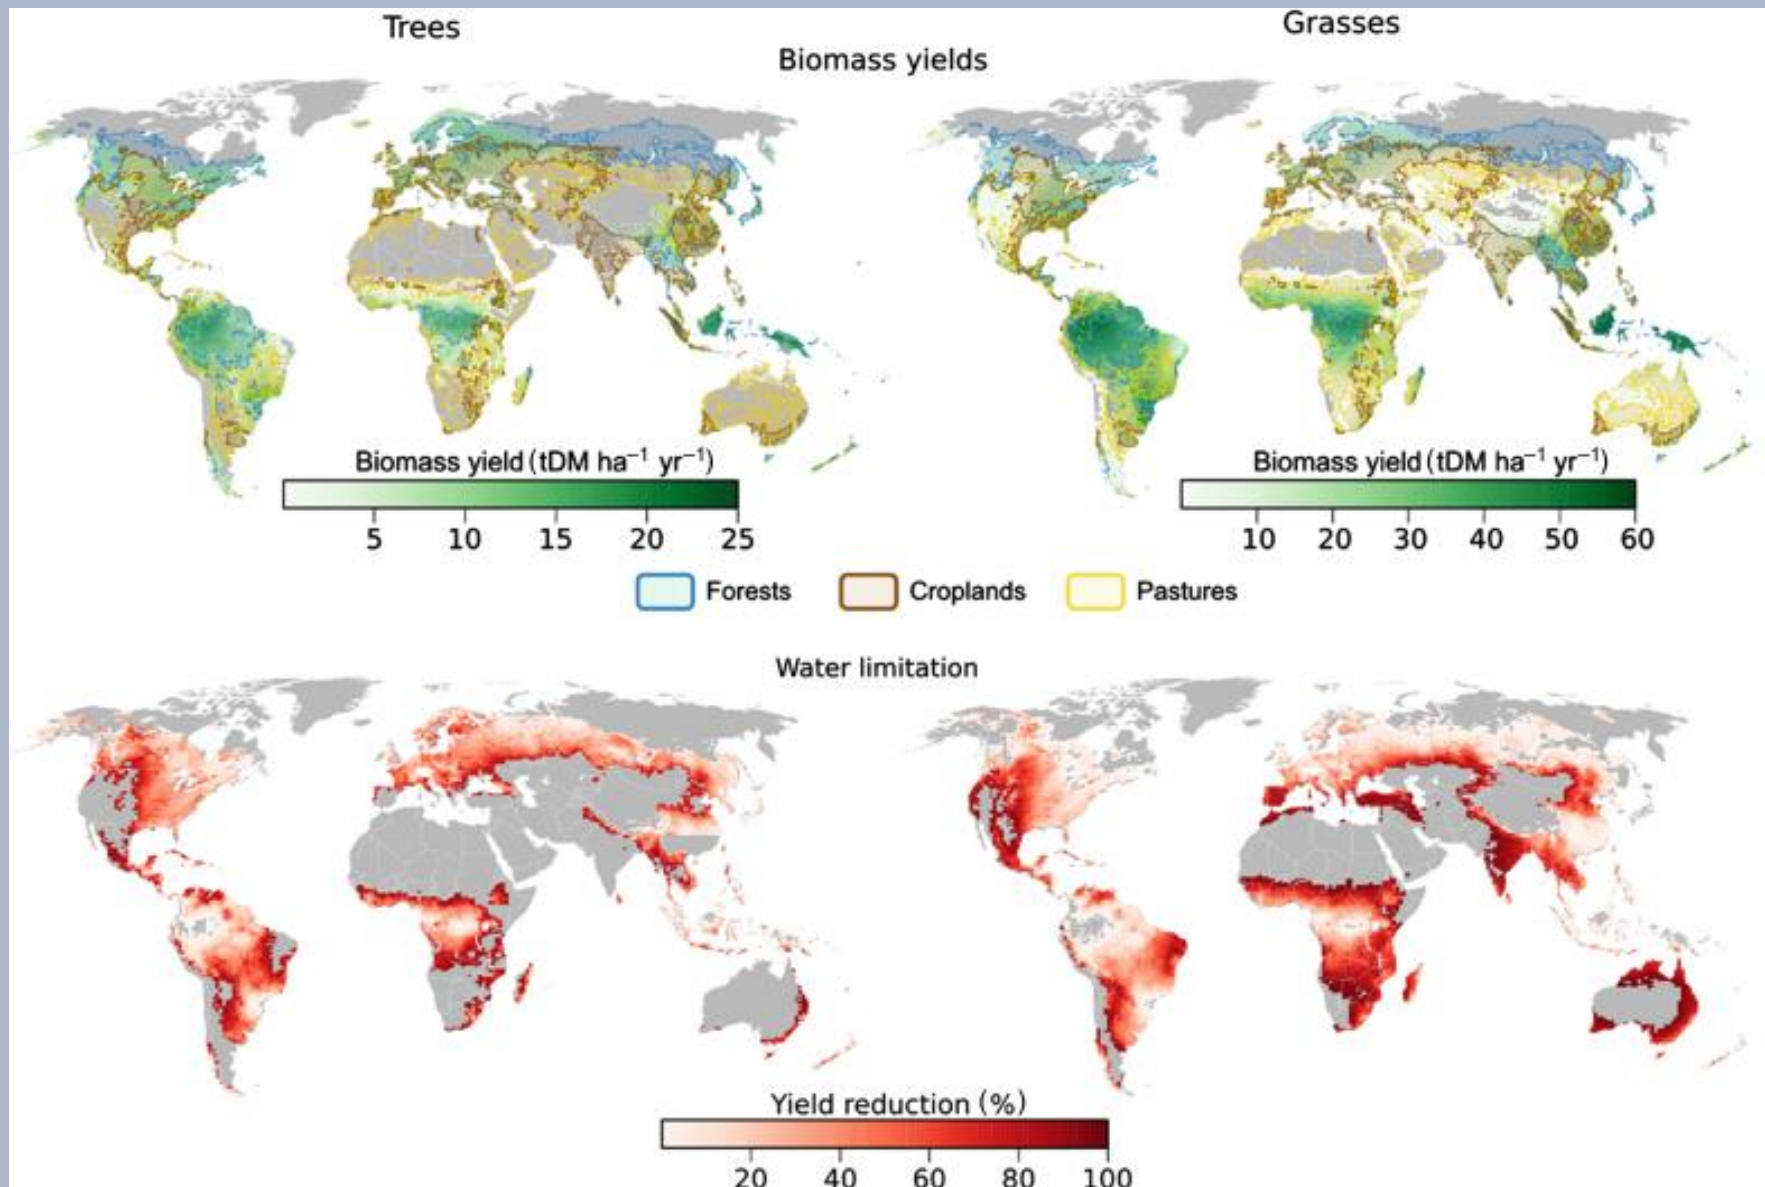 Trees
Grasses
Biomass yields
Biomass yield (tDM ha⁻¹ yr⁻¹)
5 10 15 20 25
Biomass yield (tDM ha⁻¹ yr⁻¹)
10 20 30 40 50 60
Forests Croplands Pastures
Water limitation
Yield reduction (%)
20 40 60 80 100